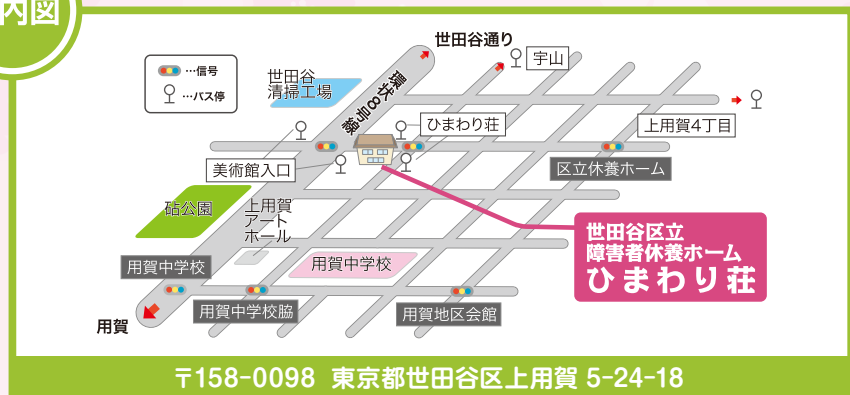 内図
世田谷通り
宇山
…信号
…バス停
世田谷
清掃工場
環状8号線
ひまわり荘
上用賀4丁目
美術館入口
区立休養ホーム
砧公園
上用賀
アート
ホール
世田谷区立
障害者休養ホーム
ひまわり荘
用賀中学校
用賀中学校
用賀中学校脇
用賀地区会館
用賀
〒158-0098 東京都世田谷区上用賀 5-24-18